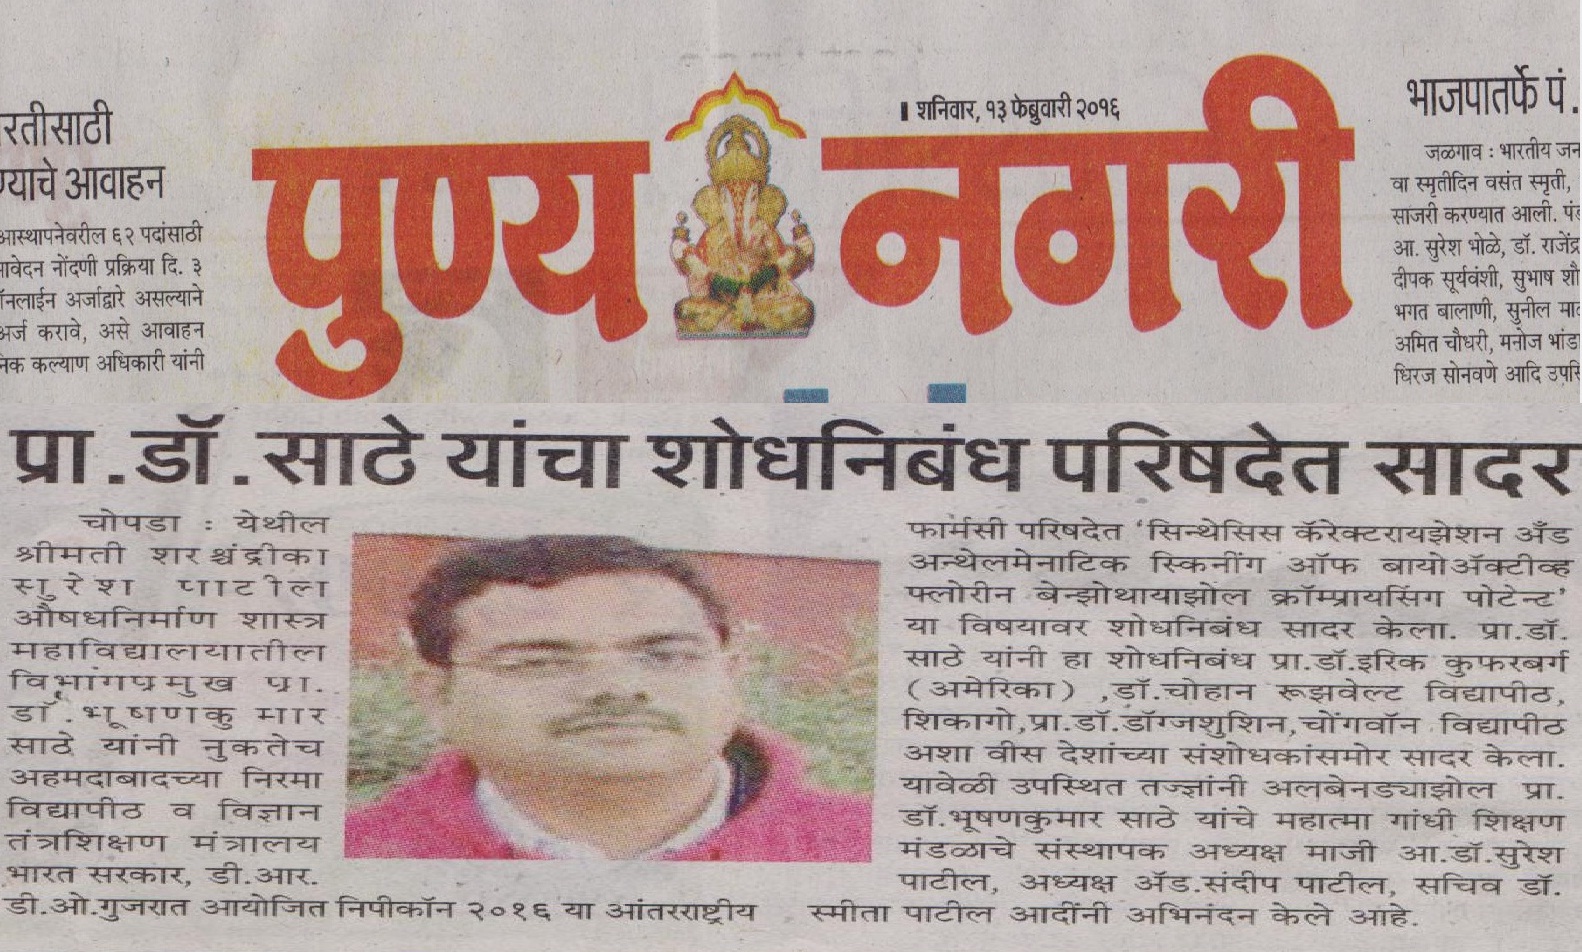 रतीसाठी
ण्याचे आवाहन
आस्थापनेवरील ६२ पदांसाठी
आवेदन नोंदणी प्रक्रिया दि. ३
ऑनलाईन अर्जाद्वारे असल्याने
अर्ज करावे, असे आवाहन
निक कल्याण अधिकारी यांनी
पुण्य नगरी
शनिवार, १३ फेब्रुवारी २०१६
भाजपातर्फे पं.
जळगाव : भारतीय जन
वा स्मृतीदिन वसंत स्मृती,
साजरी करण्यात आली. पंड
आ. सुरेश भोळे, डॉ. राजेंद्र
दीपक सूर्यवंशी, सुभाष शौ
भगत बालाणी, सुनील मा
अमित चौधरी, मनोज भांडा
धिरज सोनवणे आदि उपस्थि
प्रा.डॉ.साठे यांचा शोधनिबंध परिषदेत सादर
चोपडा : येथील
श्रीमती शरश्चंद्रीका
सुरेश पाटील
औषधनिर्माण शास्त्र
महाविद्यालयातील
विभागप्रमुख प्रा.
डॉ.भूषणकुमार
साठे यांनी नुकतेच
अहमदाबादच्या निरमा
विद्यापीठ व विज्ञान
तंत्रशिक्षण मंत्रालय
भारत सरकार, डी.आर.
डी.ओ.गुजरात आयोजित निपीकॉन २०१६ या आंतरराष्ट्रीय
फार्मसी परिषदेत 'सिन्थेसिस कॅरेक्टरायझेशन अँड
अन्थेलमेनाटिक स्किनींग ऑफ बायोॲक्टीव्ह
फ्लोरीन बेन्झोथायाझोल क्रॉम्प्रायसिंग पोटेन्ट'
या विषयावर शोधनिबंध सादर केला. प्रा.डॉ.
साठे यांनी हा शोधनिबंध प्रा.डॉ.इरिक कुफरबर्ग
(अमेरिका) ,डॉ.चोहान रूझवेल्ट विद्यापीठ,
शिकागो,प्रा.डॉ.डॉग्जशुशिन,चोंगवॉन विद्यापीठ
अशा वीस देशांच्या संशोधकांसमोर सादर केला.
यावेळी उपस्थित तज्ज्ञांनी अलबेनड्याझोल प्रा.
डॉ.भूषणकुमार साठे यांचे महात्मा गांधी शिक्षण
मंडळाचे संस्थापक अध्यक्ष माजी आ.डॉ.सुरेश
पाटील, अध्यक्ष ॲड.संदीप पाटील, सचिव डॉ.
स्मीता पाटील आदींनी अभिनंदन केले आहे.